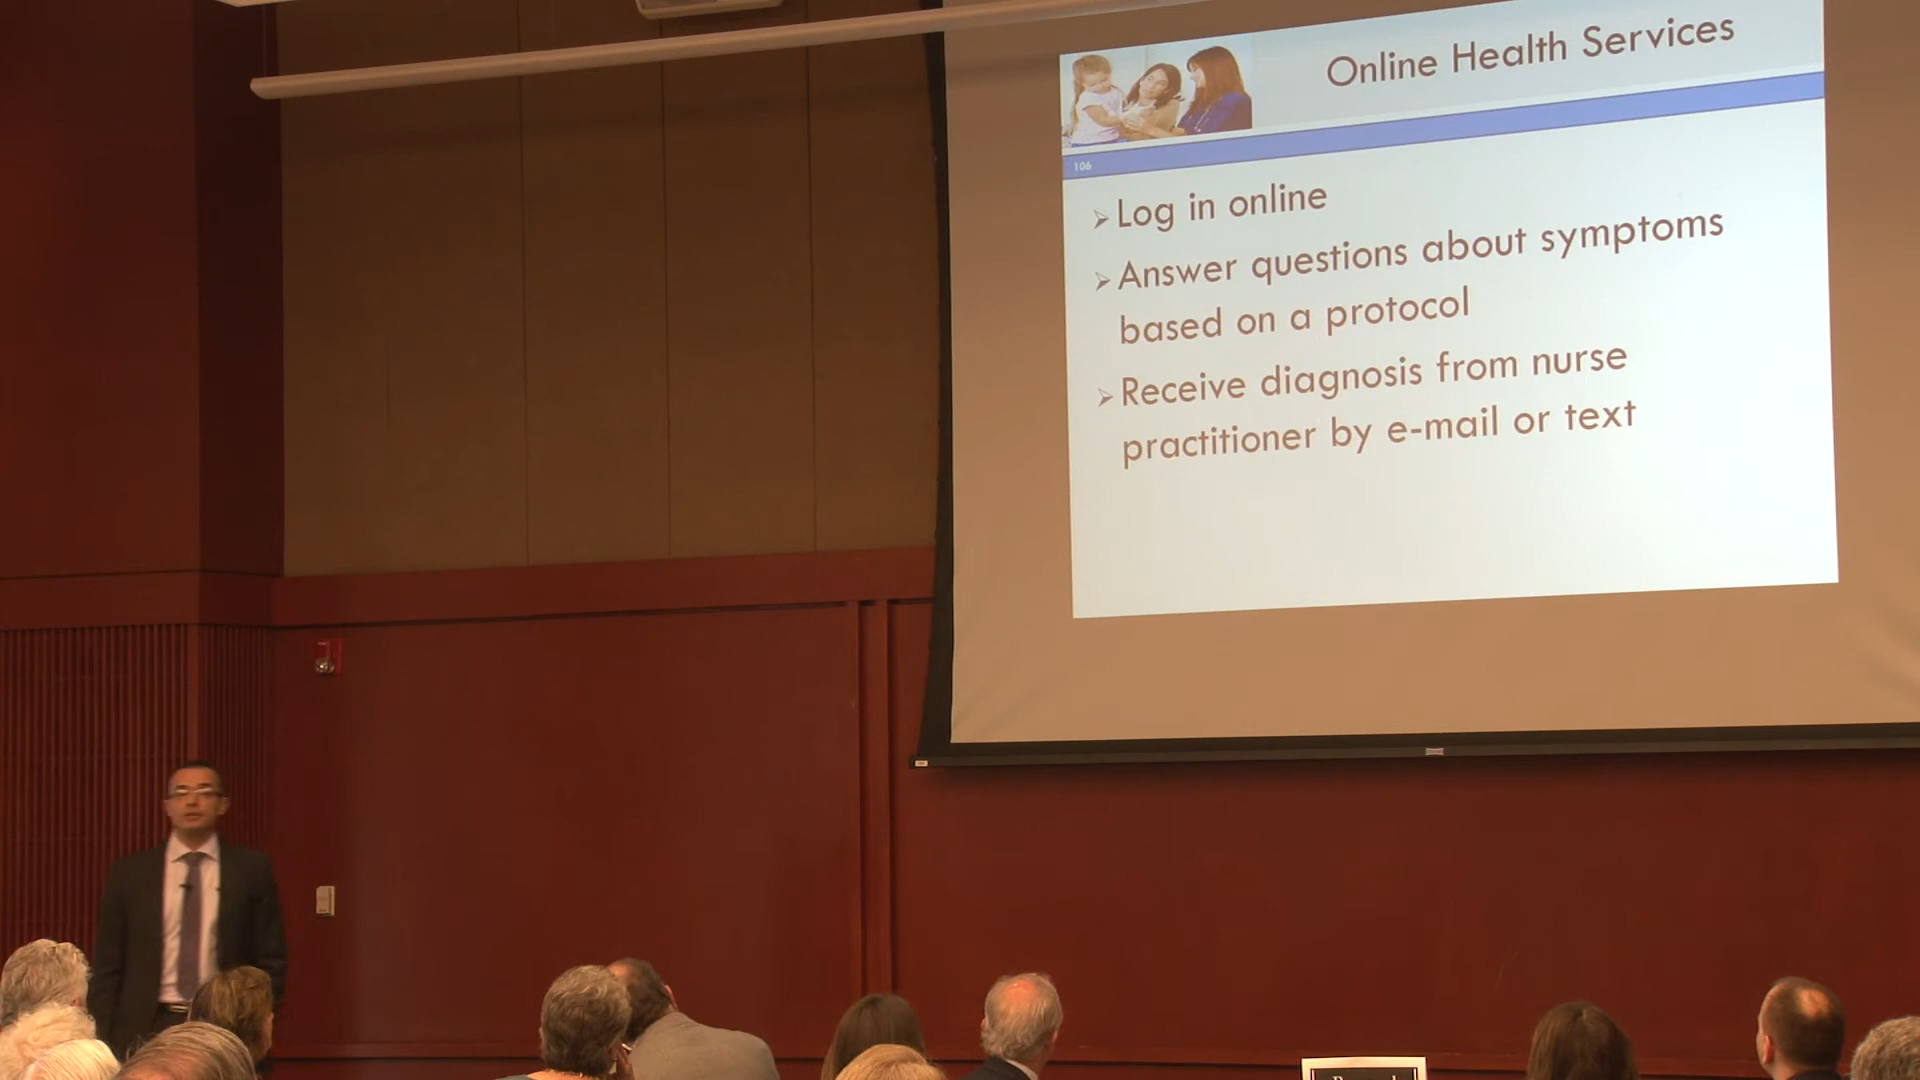 Online Health Services
106
➢ Log in online
➢ Answer questions about symptoms
based on a protocol
➢ Receive diagnosis from nurse
practitioner by e-mail or text